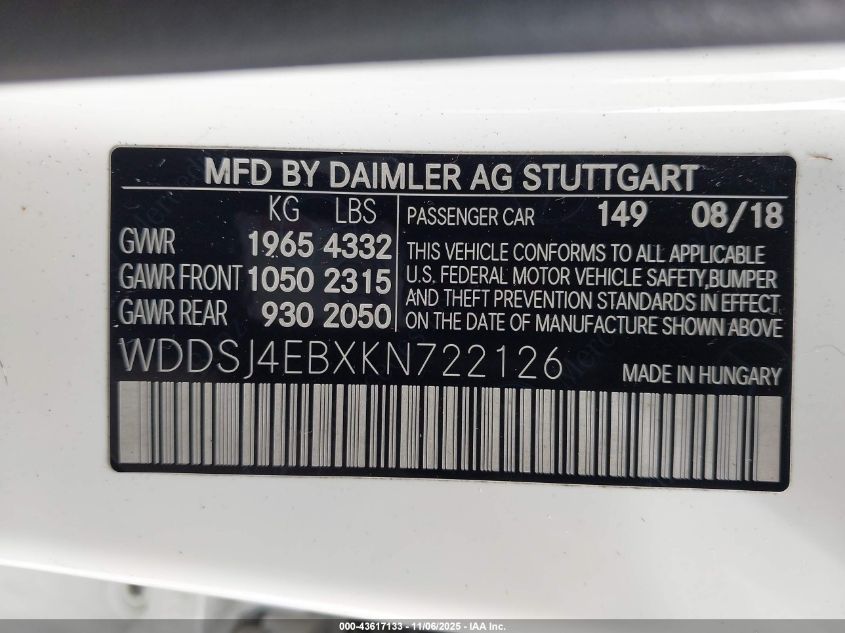 MFD BY DAIMLER AG STUTTGART
KG LBS
GVWR 1965 4332
GAWR FRONT 1050 2315
GAWR REAR 930 2050
PASSENGER CAR 149 08/18
THIS VEHICLE CONFORMS TO ALL APPLICABLE
U.S. FEDERAL MOTOR VEHICLE SAFETY,BUMPER
AND THEFT PREVENTION STANDARDS IN EFFECT
ON THE DATE OF MANUFACTURE SHOWN ABOVE
WDDSJ4EBXKN722126
MADE IN HUNGARY
000-43617133 - 11/06/2025 - IAA Inc.